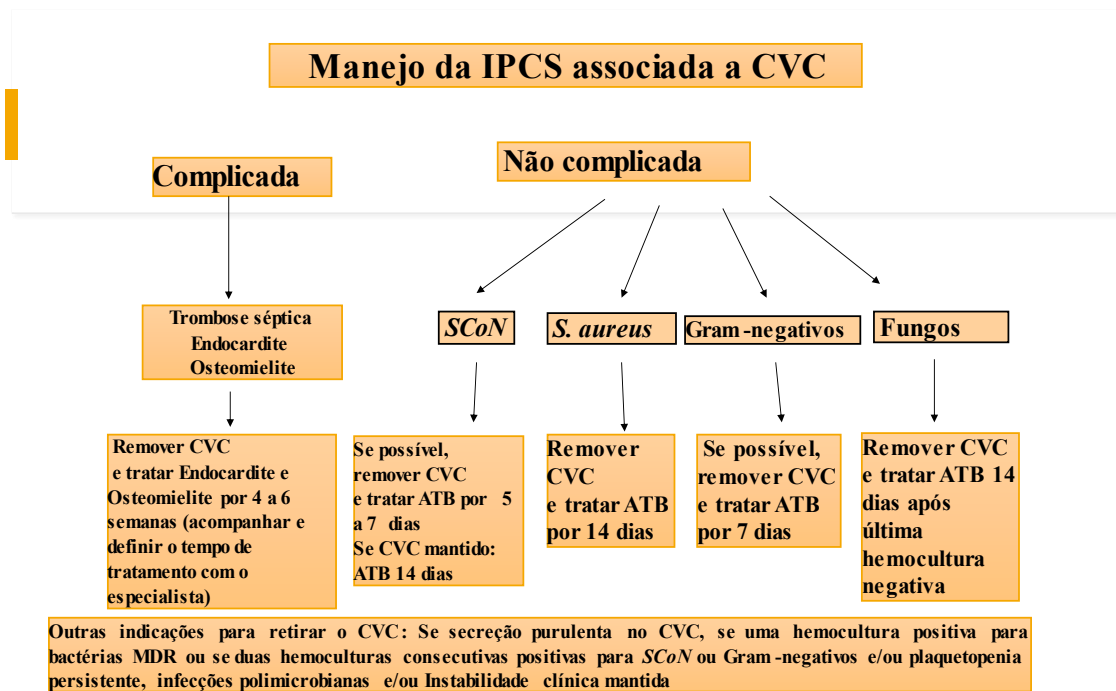 Manejo da IPCS associada a CVC
Complicada
Não complicada
Trombose séptica
Endocardite
Osteomielite
SCoN
S. aureus
Gram-negativos
Fungos
Remover CVC
e tratar Endocardite e
Osteomielite por 4 a 6
semanas (acompanhar e
definir o tempo de
tratamento com o
especialista)
Se possível,
remover CVC
e tratar ATB por 5
a 7 dias
Se CVC mantido:
ATB 14 dias
Remover
CVC
e tratar ATB
por 14 dias
Se possível,
remover CVC
e tratar ATB
por 7 dias
Remover CVC
e tratar ATB 14
dias após
última
hemocultura
negativa
Outras indicações para retirar o CVC: Se secreção purulenta no CVC, se uma hemocultura positiva para
bactérias MDR ou se duas hemoculturas consecutivas positivas para SCoN ou Gram-negativos e/ou plaquetopenia
persistente, infecções polimicrobianas e/ou Instabilidade clínica mantida